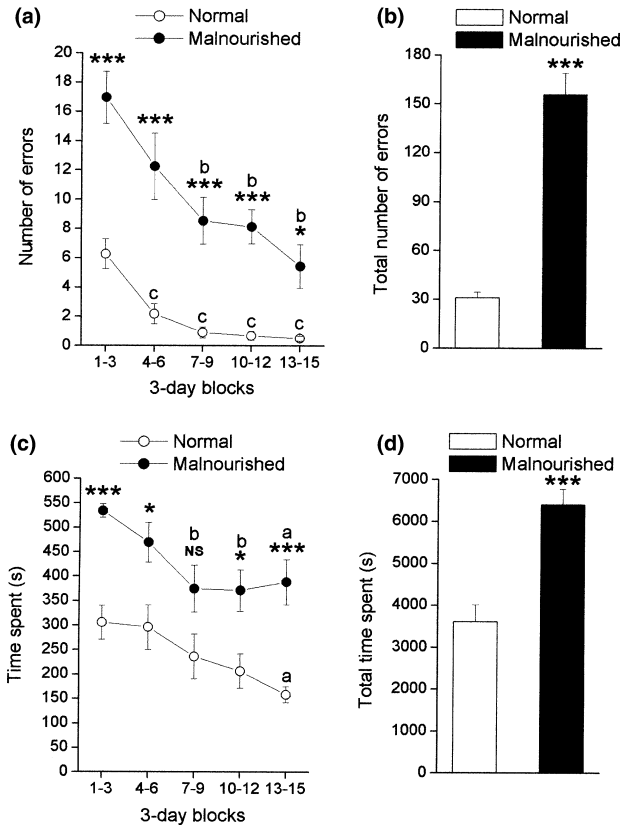 (a)
Normal
Malnourished
Number of errors
20
18
16
14
12
10
8
6
4
2
0
***
***
b
***
b
***
b
*
c
c
c
c
1-3 4-6 7-9 10-12 13-15
3-day blocks
(b)
Normal
Malnourished
Total number of errors
180
150
120
90
60
30
0
***
(c)
Normal
Malnourished
Time spent (s)
600
550
500
450
400
350
300
250
200
150
100
50
0
***
*
b
NS
b
*
a
***
a
1-3 4-6 7-9 10-12 13-15
3-day blocks
(d)
Normal
Malnourished
Total time spent (s)
7000
6000
5000
4000
3000
2000
1000
0
***